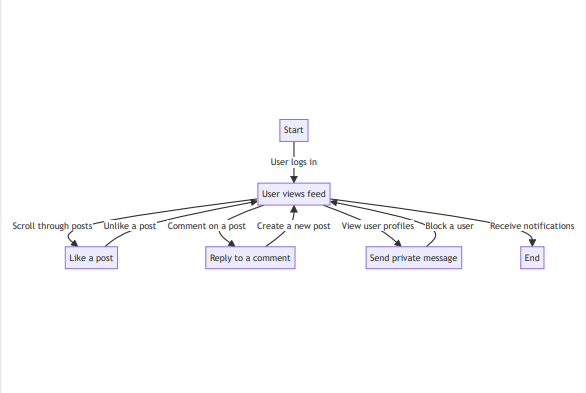 Start
User logs in
User views feed
Scroll through posts
Unlike a post
Comment on a post
Create a new post
View user profiles
Block a user
Receive notifications
Like a post
Reply to a comment
Send private message
End